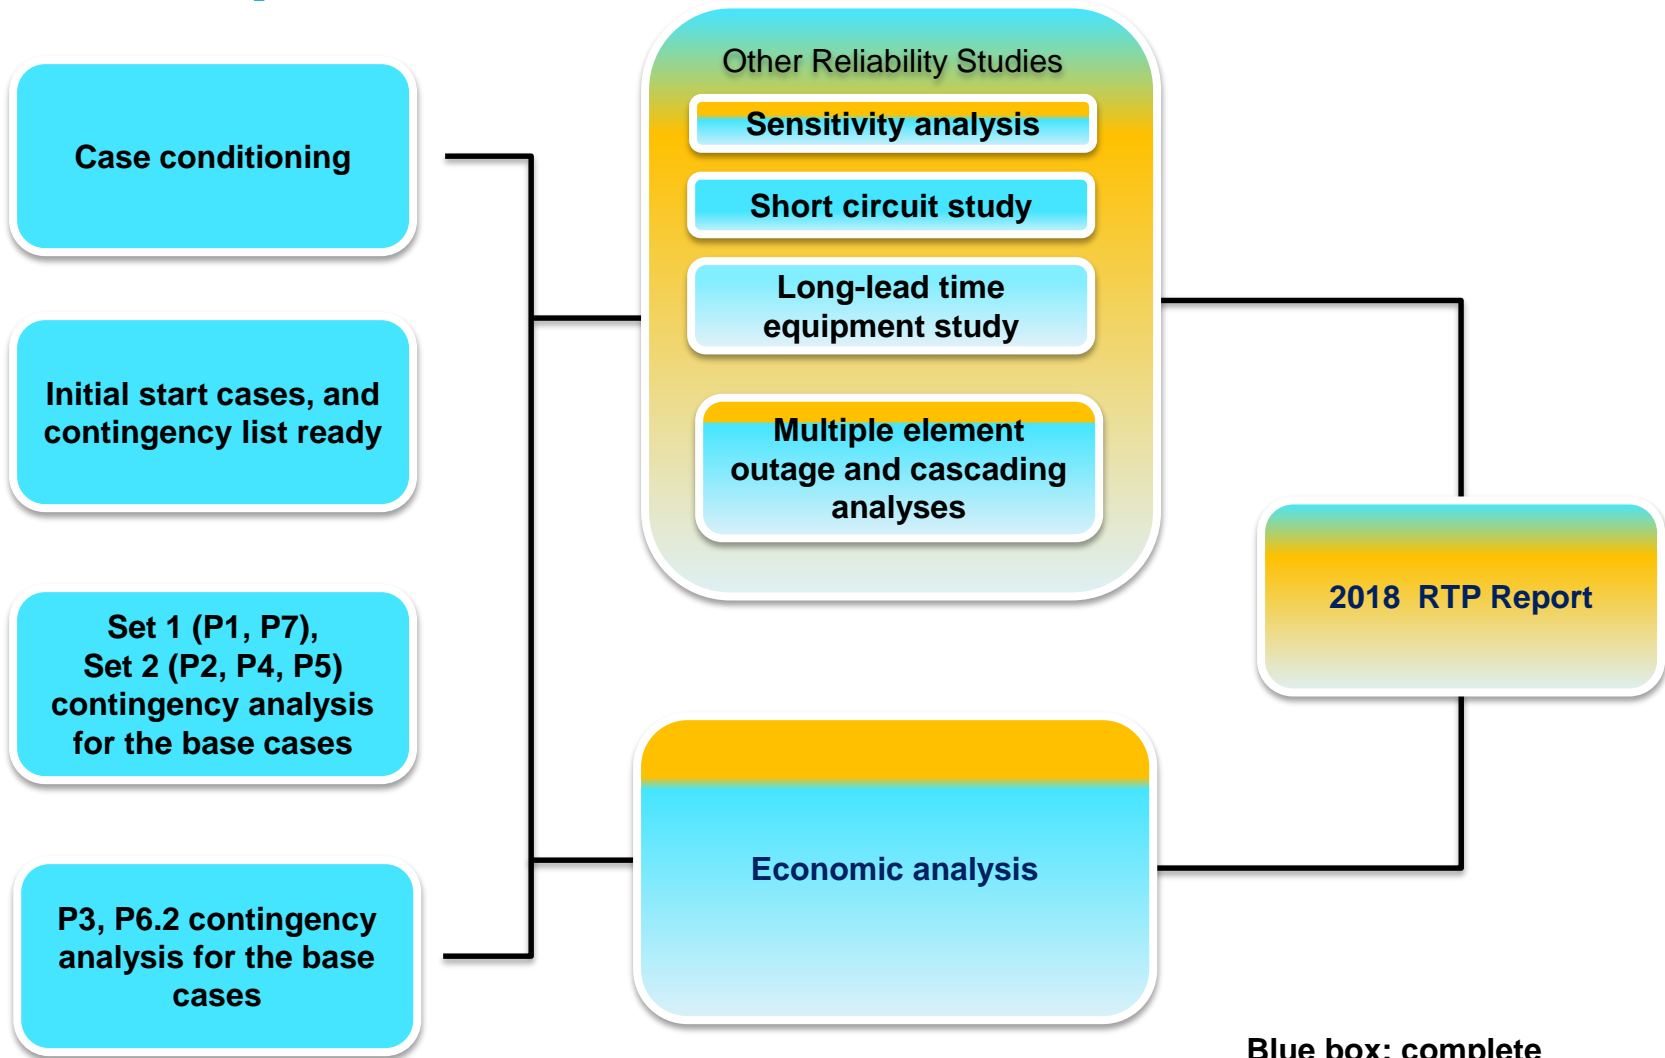 Case conditioning
Initial start cases, and
contingency list ready
Set 1 (P1, P7),
Set 2 (P2, P4, P5)
contingency analysis
for the base cases
P3, P6.2 contingency
analysis for the base
cases
Other Reliability Studies
Sensitivity analysis
Short circuit study
Long-lead time
equipment study
Multiple element
outage and cascading
analyses
Economic analysis
2018 RTP Report
Blue box: complete